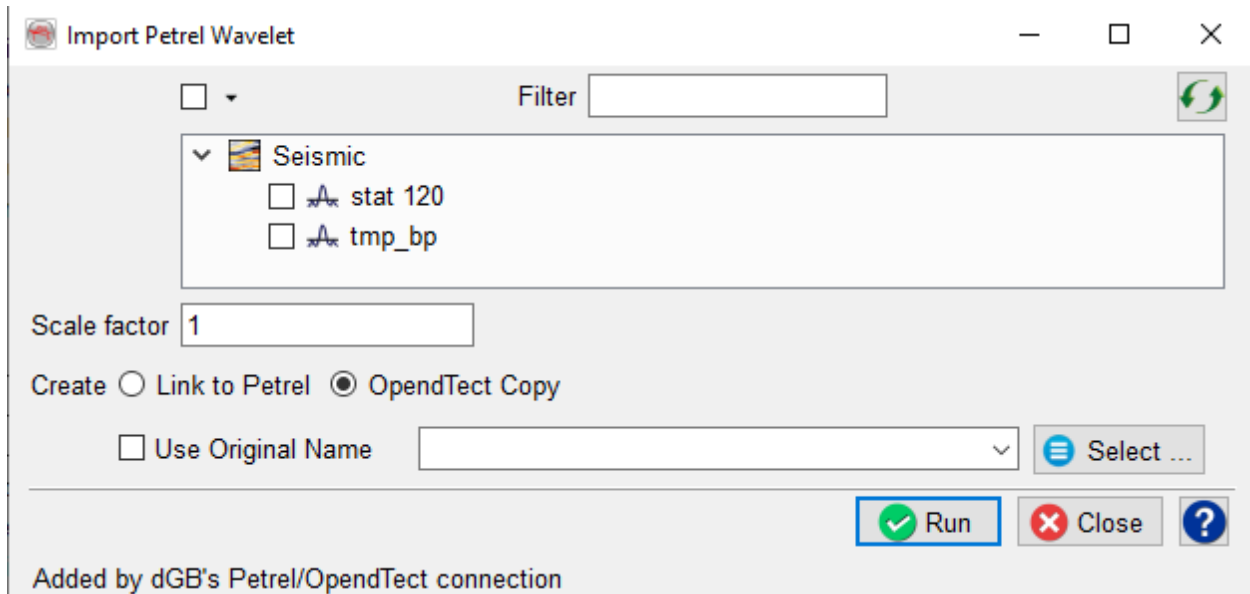 Import Petrel Wavelet
Filter
Seismic
stat 120
tmp_bp
Scale factor 1
Create Link to Petrel OpendTect Copy
Use Original Name Select ...
Run Close ?
Added by dGB's Petrel/OpendTect connection